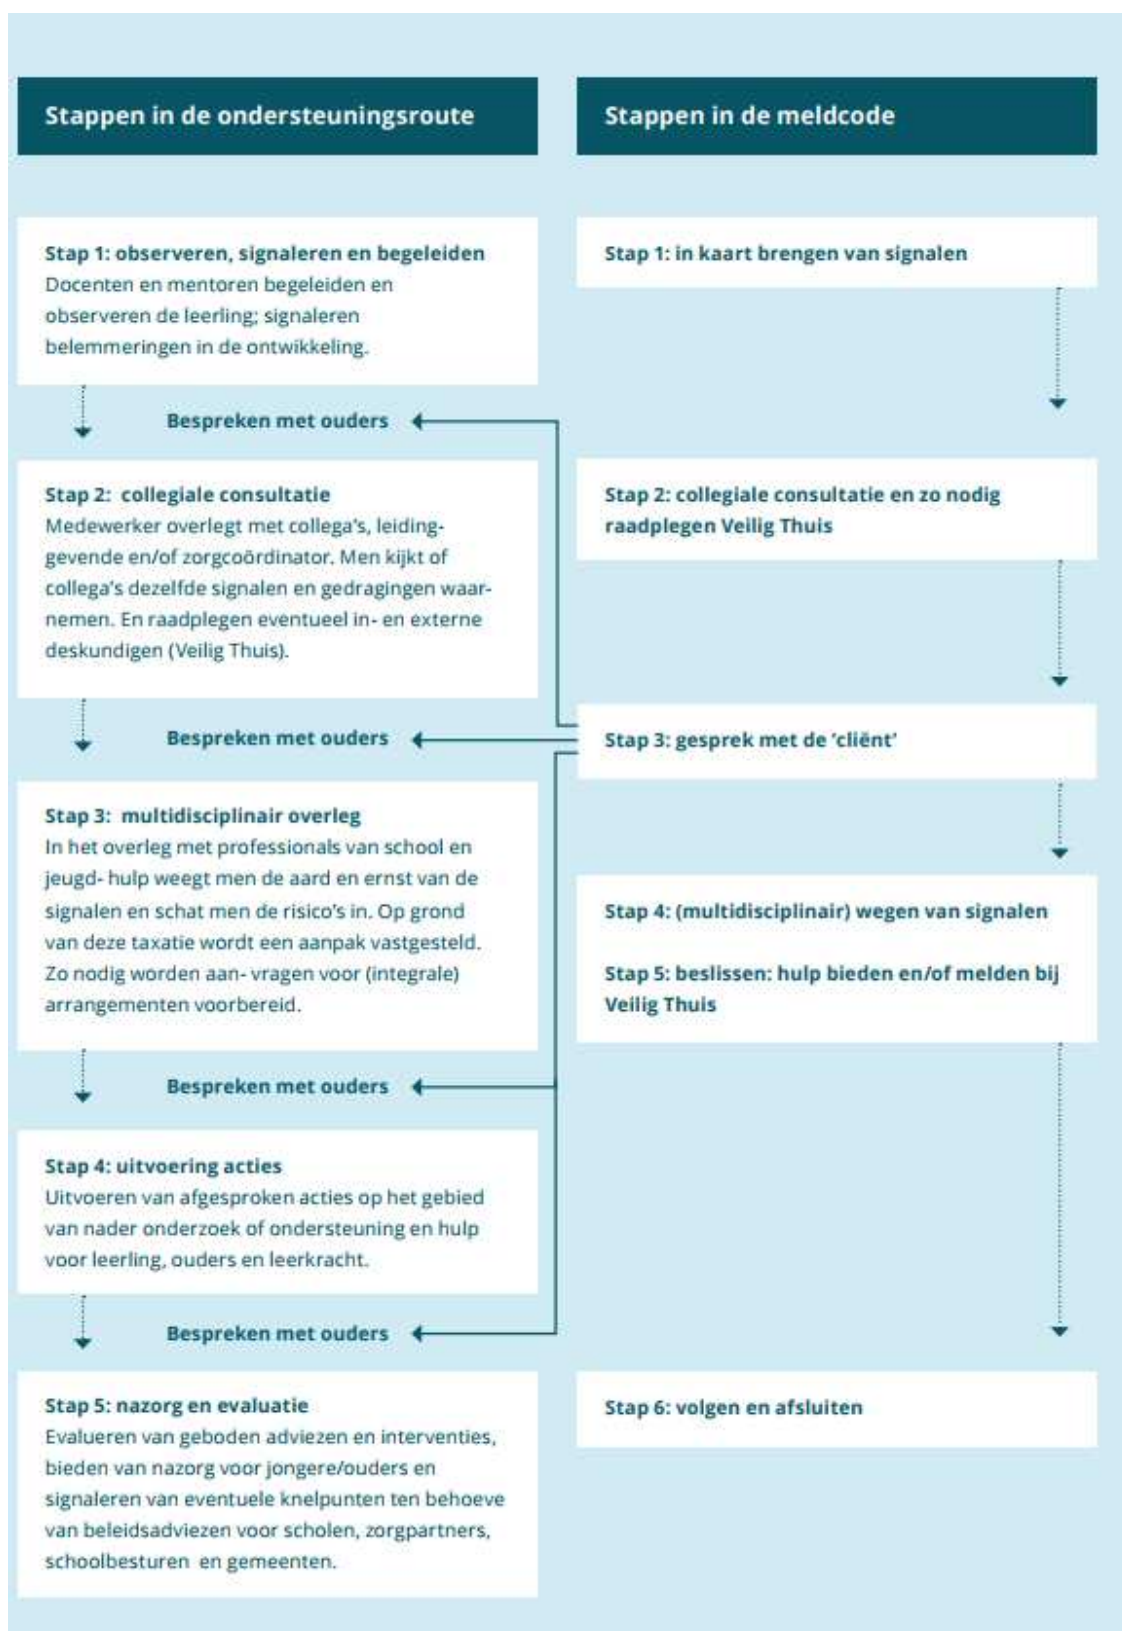 Stappen in de ondersteuningsroute
Stap 1: observeren, signaleren en begeleiden
Docenten en mentoren begeleiden en
observeren de leerling; signaleren
belemmeringen in de ontwikkeling.
Bespreken met ouders
Stap 2:  collegiale consultatie
Medewerker overlegt met collega's, leiding-
gevende en/of zorgcoördinator. Men kijkt of
collega's dezelfde signalen en gedragingen waar-
nemen. En raadplegen eventueel in- en externe
deskundigen (Veilig Thuis).
Bespreken met ouders
Stap 3:  multidisciplinair overleg
In het overleg met professionals van school en
jeugd- hulp weegt men de aard en ernst van de
signalen en schat men de risico's in. Op grond
van deze taxatie wordt een aanpak vastgesteld.
Zo nodig worden aan- vragen voor (integrale)
arrangementen voorbereid.
Bespreken met ouders
Stap 4: uitvoering acties
Uitvoeren van afgesproken acties op het gebied
van nader onderzoek of ondersteuning en hulp
voor leerling, ouders en leerkracht.
Bespreken met ouders
Stap 5: nazorg en evaluatie
Evalueren van geboden adviezen en interventies,
bieden van nazorg voor jongere/ouders en
signaleren van eventuele knelpunten ten behoeve
van beleidsadviezen voor scholen, zorgpartners,
schoolbesturen  en gemeenten.
Stappen in de meldcode
Stap 1: in kaart brengen van signalen
Stap 2: collegiale consultatie en zo nodig
raadplegen Veilig Thuis
Stap 3: gesprek met de ‘cliënt’
Stap 4: (multidisciplinair) wegen van signalen
Stap 5: beslissen: hulp bieden en/of melden bij
Veilig Thuis
Stap 6: volgen en afsluiten